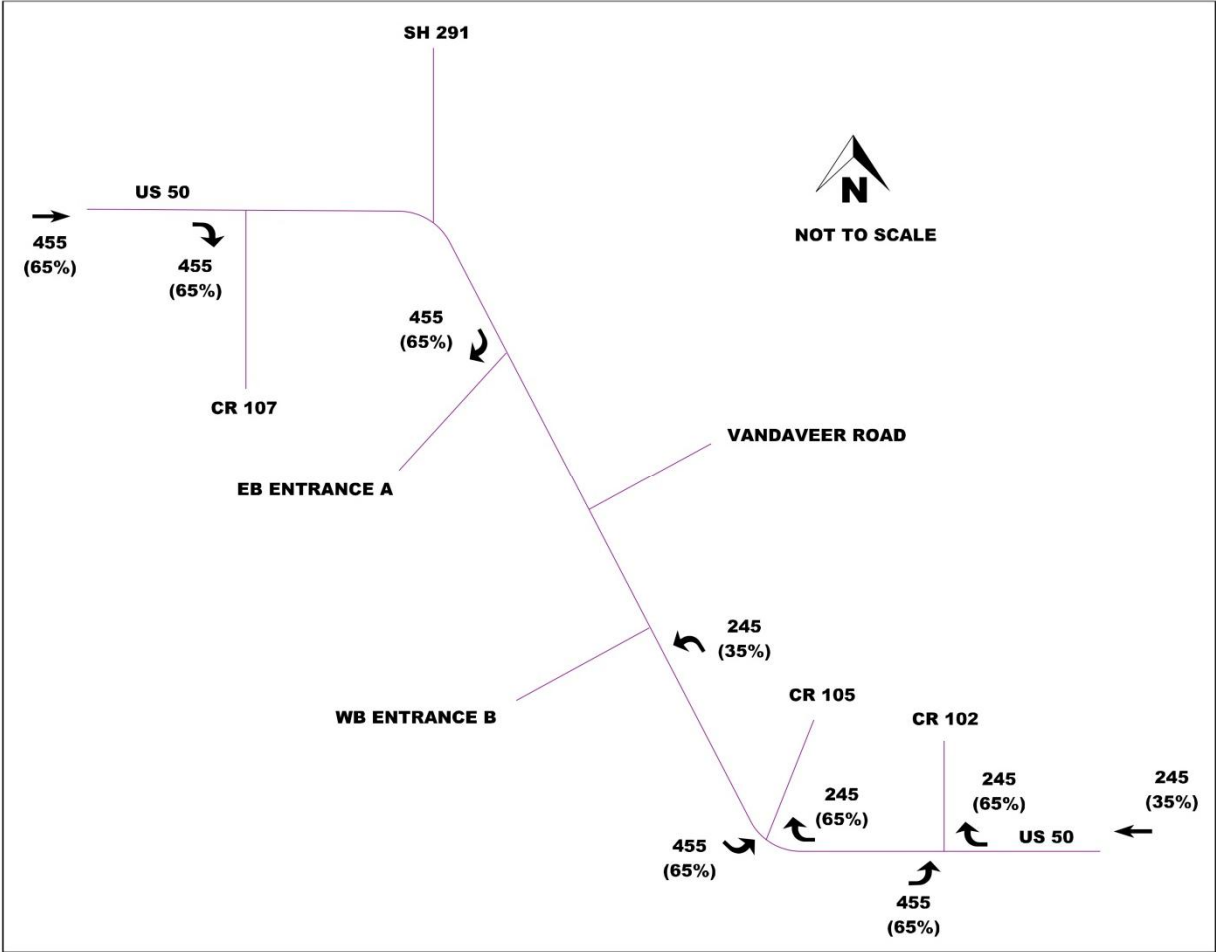 SH 291
US 50
N
NOT TO SCALE
455
(65%)
455
(65%)
455
(65%)
CR 107
VANDAVEER ROAD
EB ENTRANCE A
245
(35%)
WB ENTRANCE B
CR 105
CR 102
245
(65%)
245
(65%)
245
(35%)
US 50
455
(65%)
455
(65%)